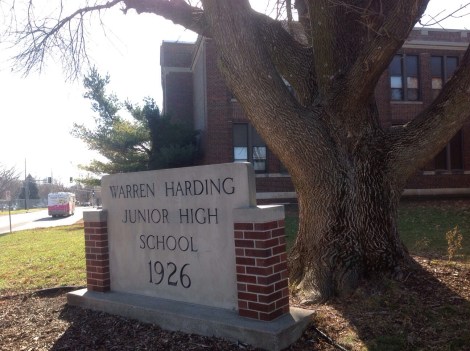 WARREN HARDING
JUNIOR HIGH
SCHOOL
1926